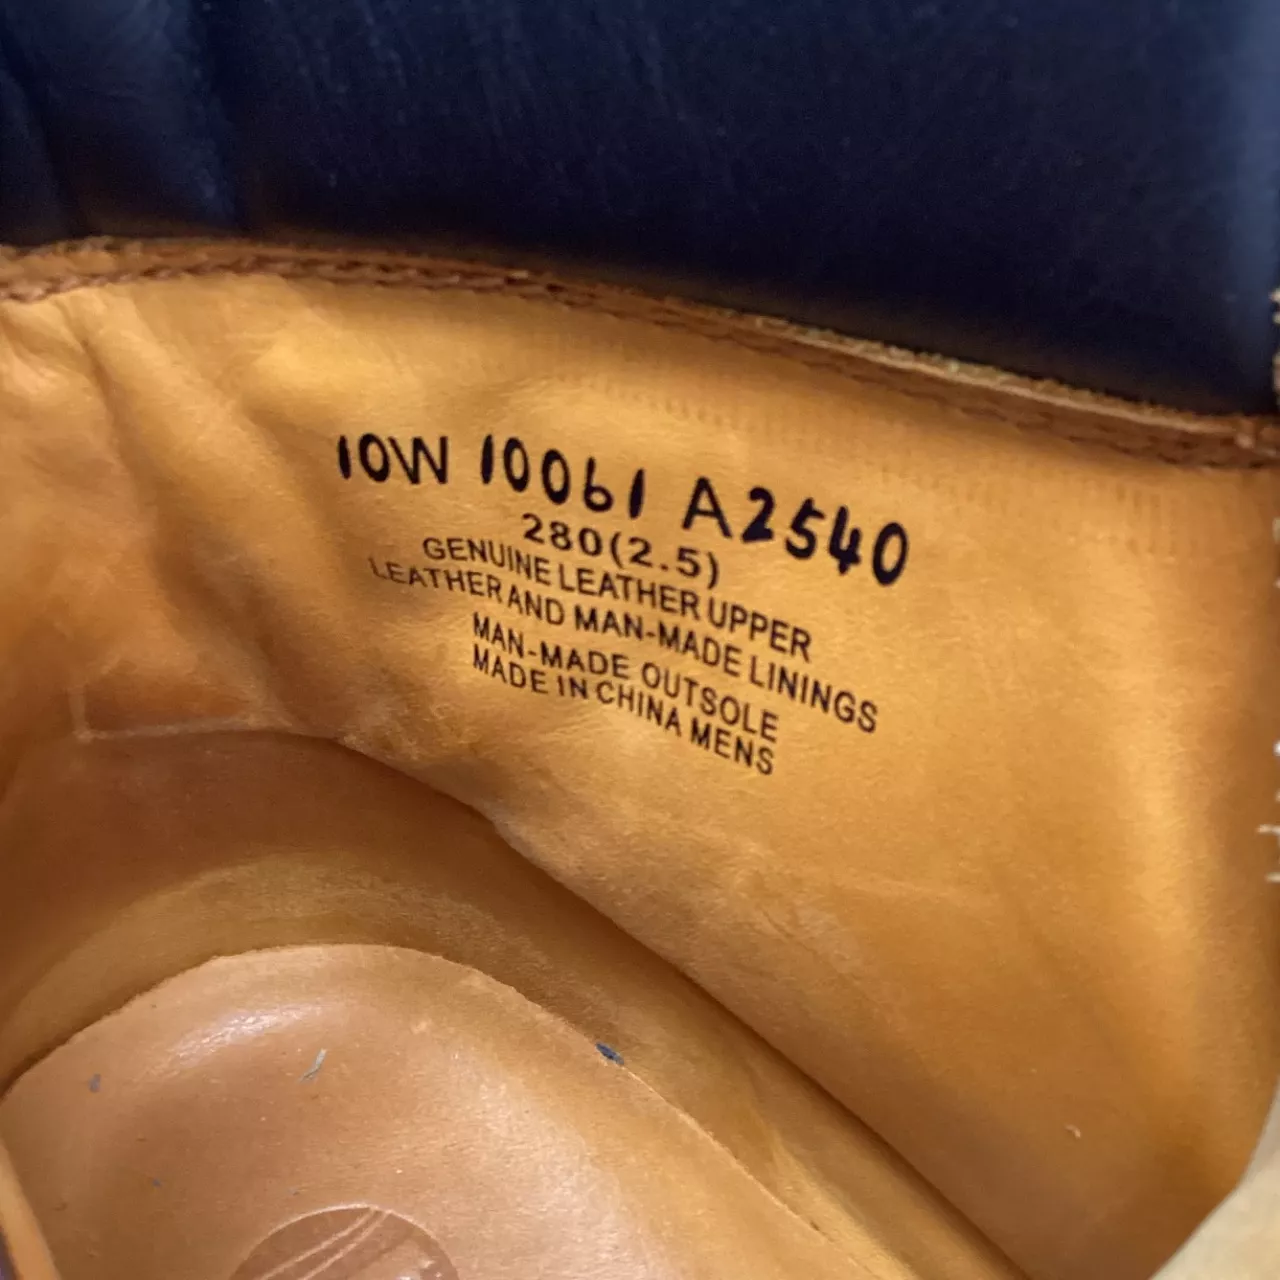 10W 10061 A2540
280(2.5)
GENUINE LEATHER UPPER
LEATHER AND MAN-MADE LININGS
MAN-MADE OUTSOLE
MADE IN CHINA MENS